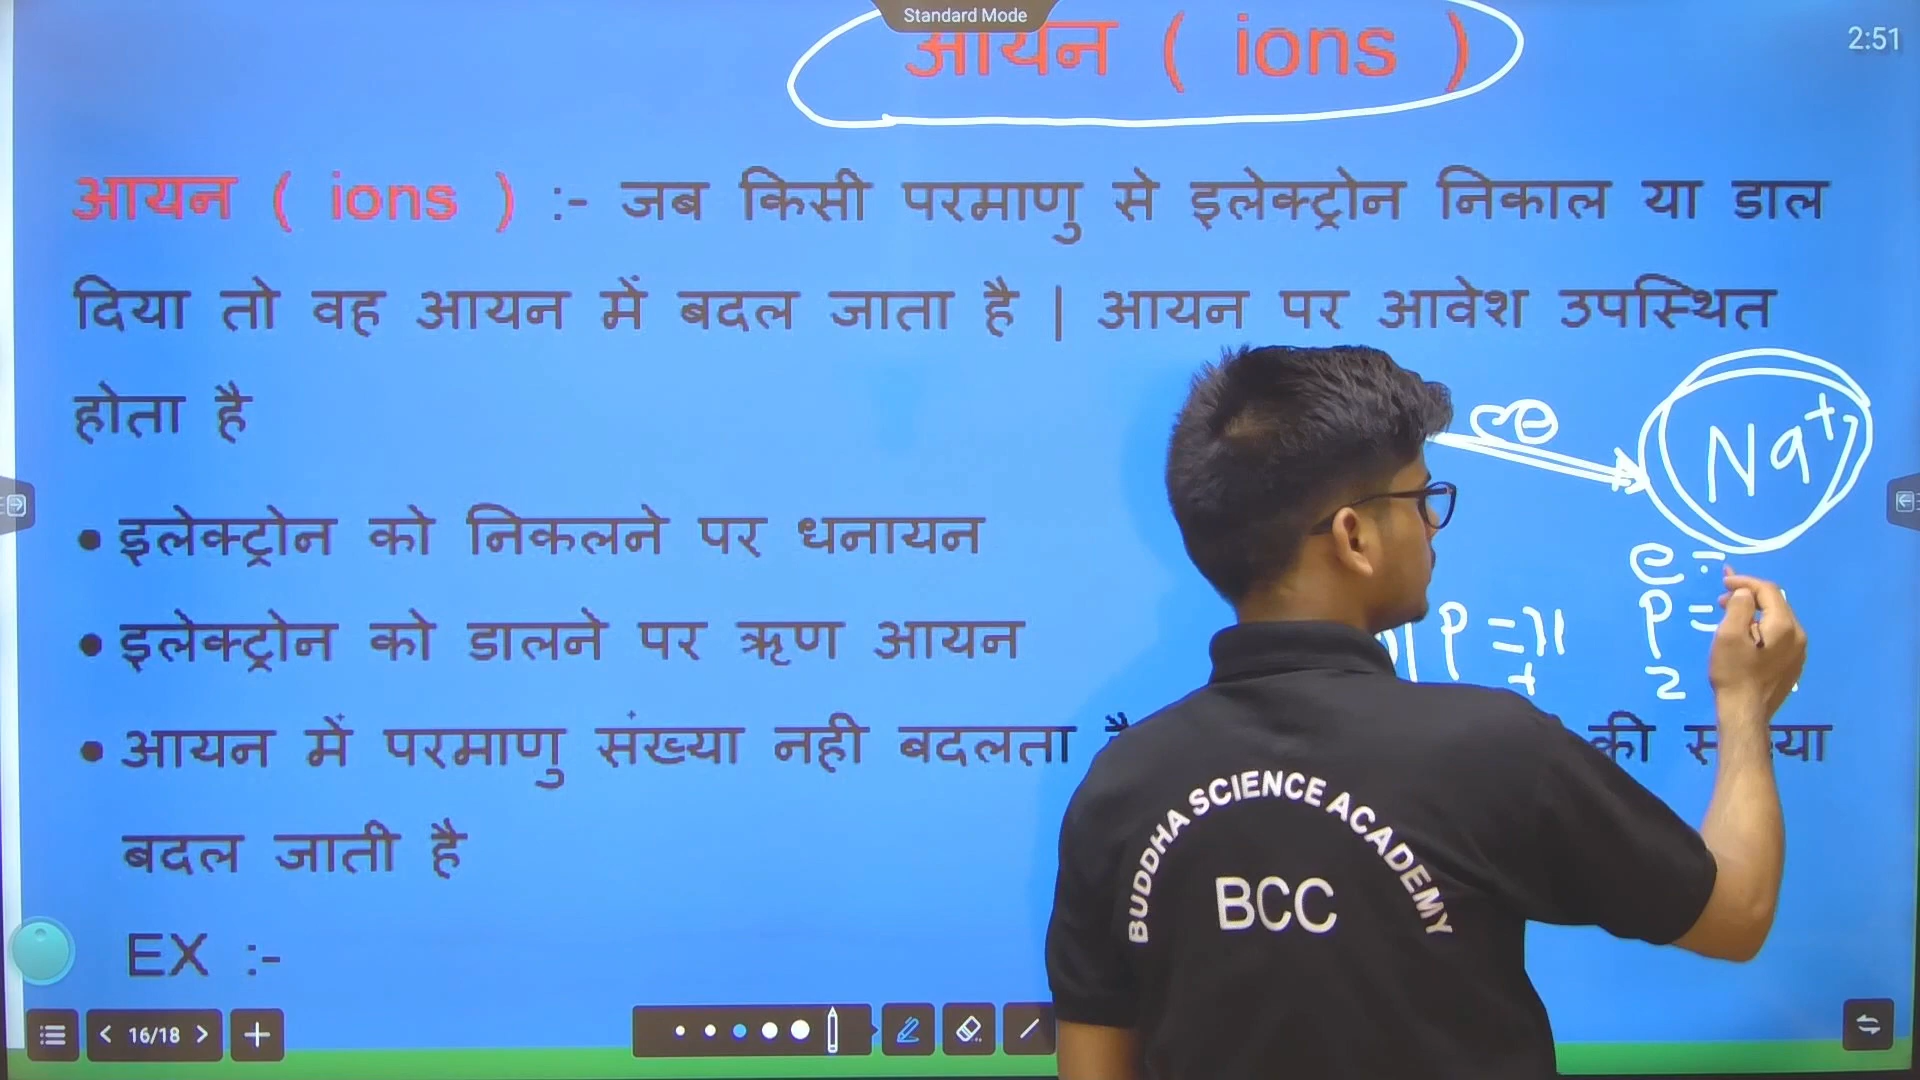 Standard Mode
2:51
आयन ( ions )
आयन ( ions ) :- जब किसी परमाणु से इलेक्ट्रोन निकाल या डाल
दिया तो वह आयन में बदल जाता है | आयन पर आवेश उपस्थित
होता है
Na+
• इलेक्ट्रोन को निकलने पर धनायन
e =
• इलेक्ट्रोन को डालने पर ऋण आयन
P = 11 P =
+
2
• आयन में परमाणु संख्या नही बदलता की
बदल जाती है
BUDDHA SCIENCE ACADEMY
BCC
EX :-
16/18